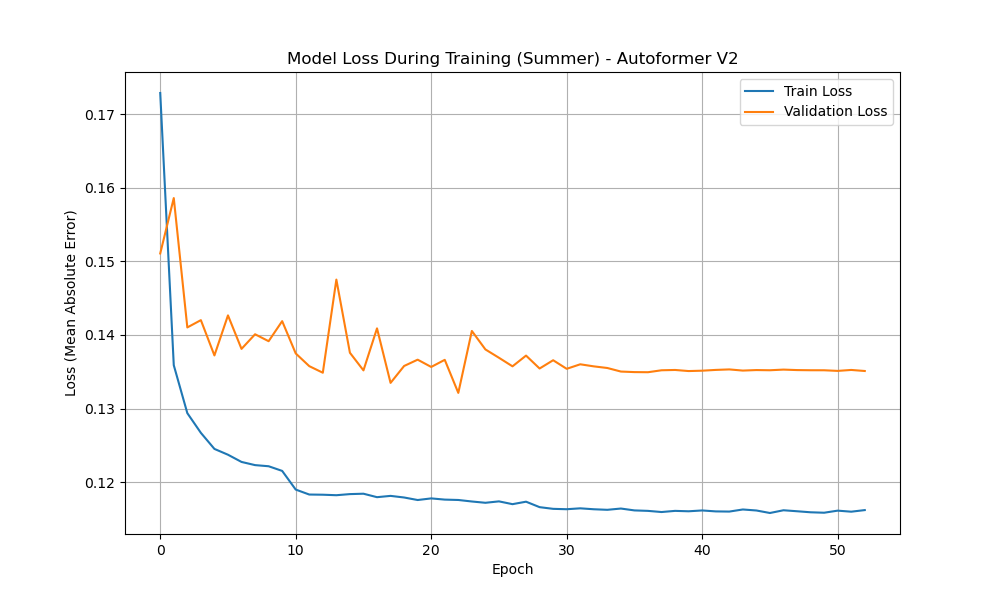 Model Loss During Training (Summer) - Autoformer V2
Train Loss
Validation Loss
Loss (Mean Absolute Error)
0.17
0.16
0.15
0.14
0.13
0.12
0
10
20
30
40
50
Epoch